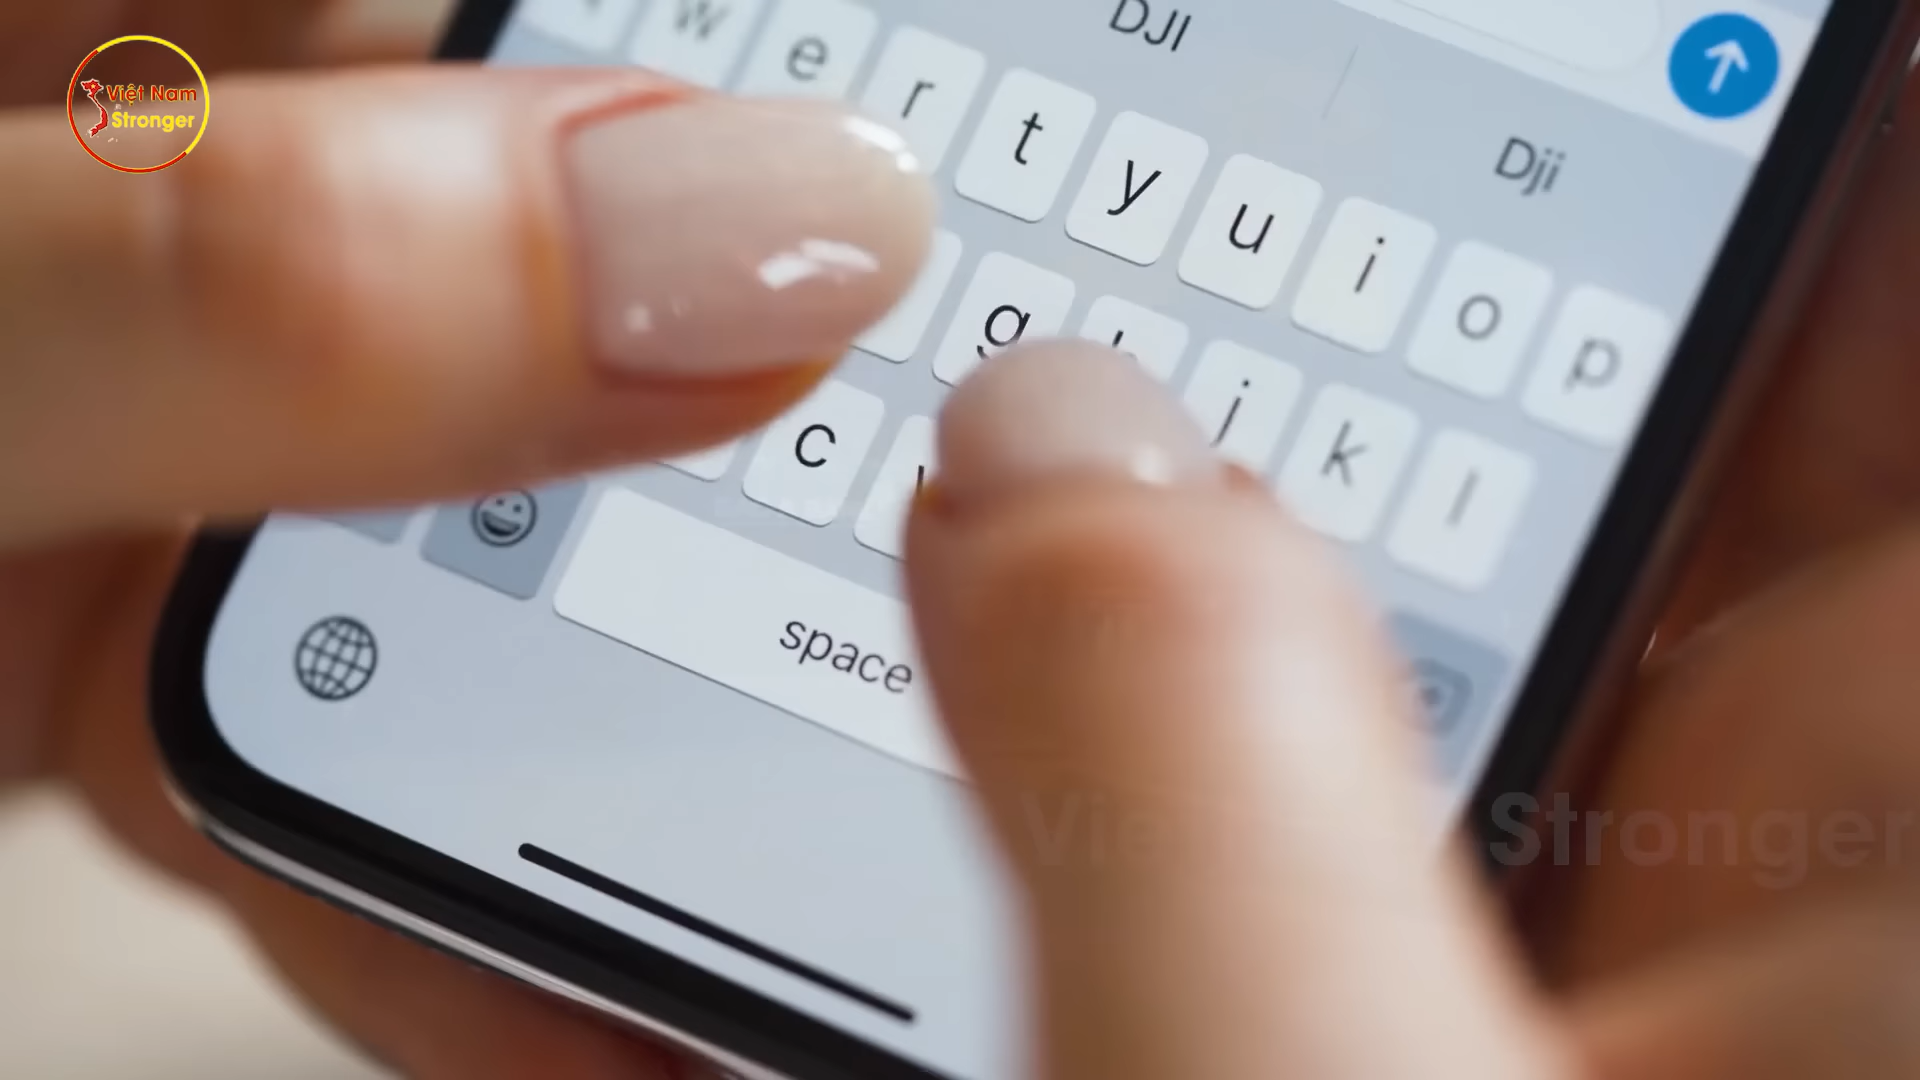 Việt Nam
Stronger
DJI
Dji
w e r t y u i o p
g j k l
c
space
Stronger